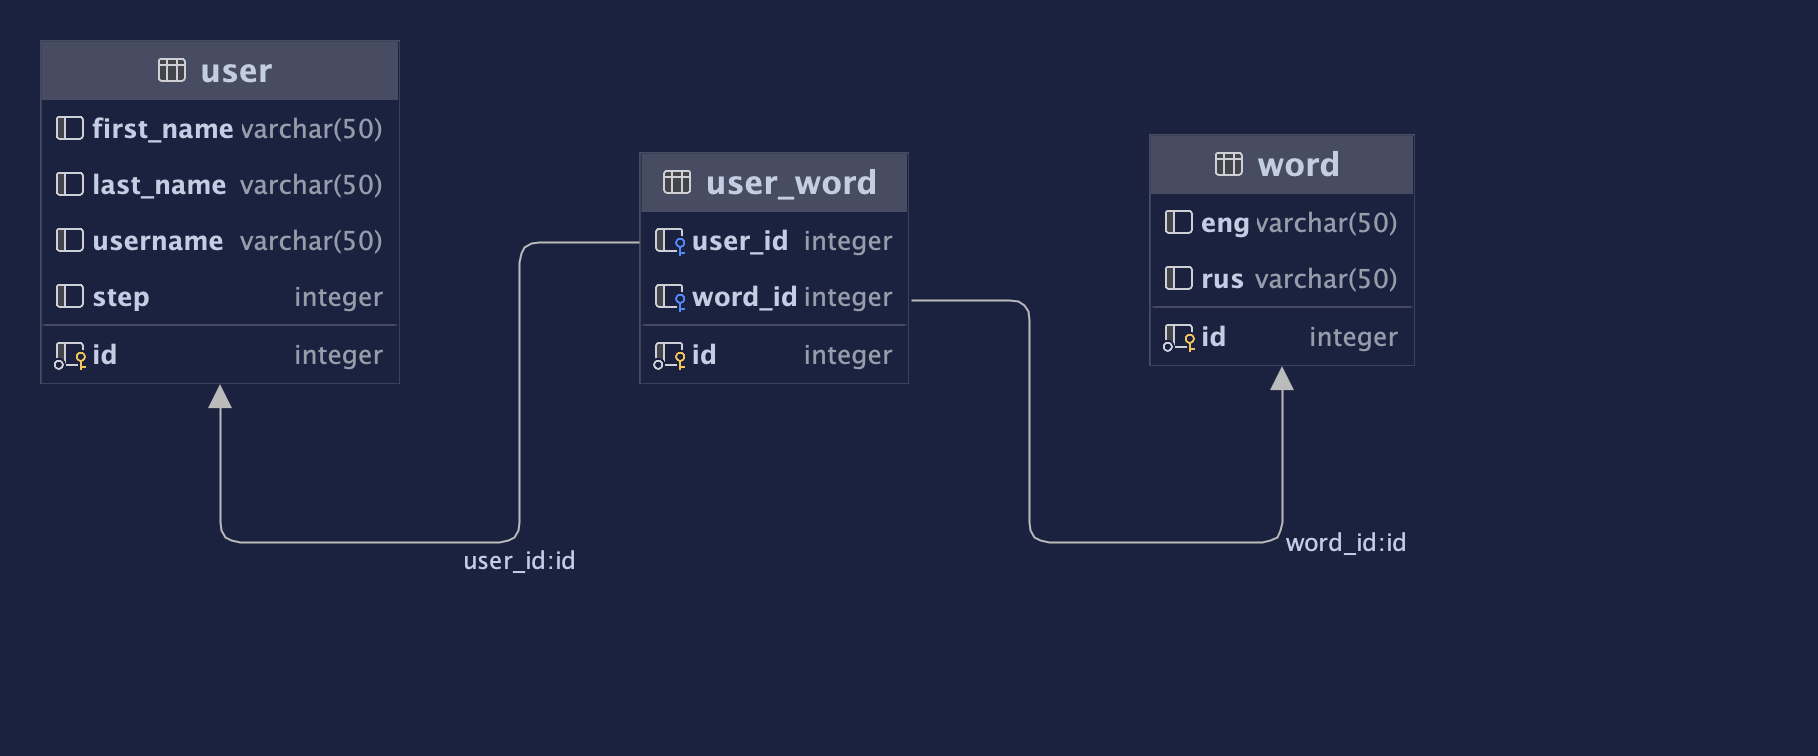 user
first_name varchar(50)
last_name varchar(50)
username varchar(50)
step integer
id integer
user_word
user_id integer
word_id integer
id integer
word
eng varchar(50)
rus varchar(50)
id integer
user_id:id
word_id:id